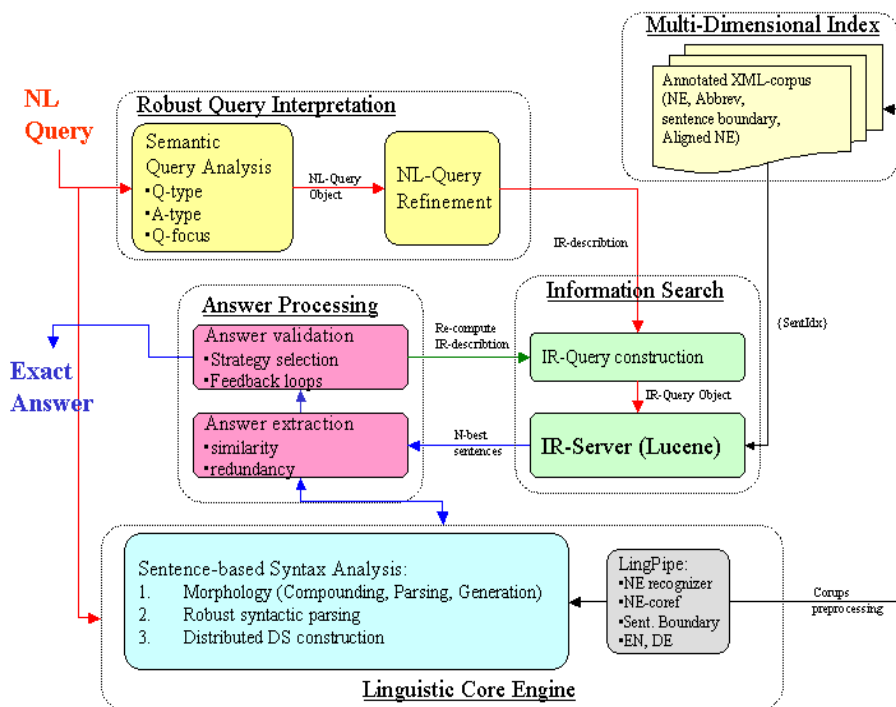 Multi-Dimensional Index
Annotated XML-corpus
(NE, Abbrev,
sentence boundary,
Aligned NE)
NL
Query
Robust Query Interpretation
Semantic
Query Analysis
•Q-type
•A-type
•Q-focus
NL-Query
Object
NL-Query
Refinement
IR-describtion
{SentIdx}
Answer Processing
Answer validation
•Strategy selection
•Feedback loops
Re-compute
IR-describtion
Information Search
IR-Query construction
IR-Query Object
Exact
Answer
Answer extraction
•similarity
•redundancy
N-best
sentences
IR-Server (Lucene)
Sentence-based Syntax Analysis:
1. Morphology (Compounding, Parsing, Generation)
2. Robust syntactic parsing
3. Distributed DS construction
LingPipe:
•NE recognizer
•NE-coref
•Sent. Boundary
•EN, DE
Corups
preprocessing
Linguistic Core Engine